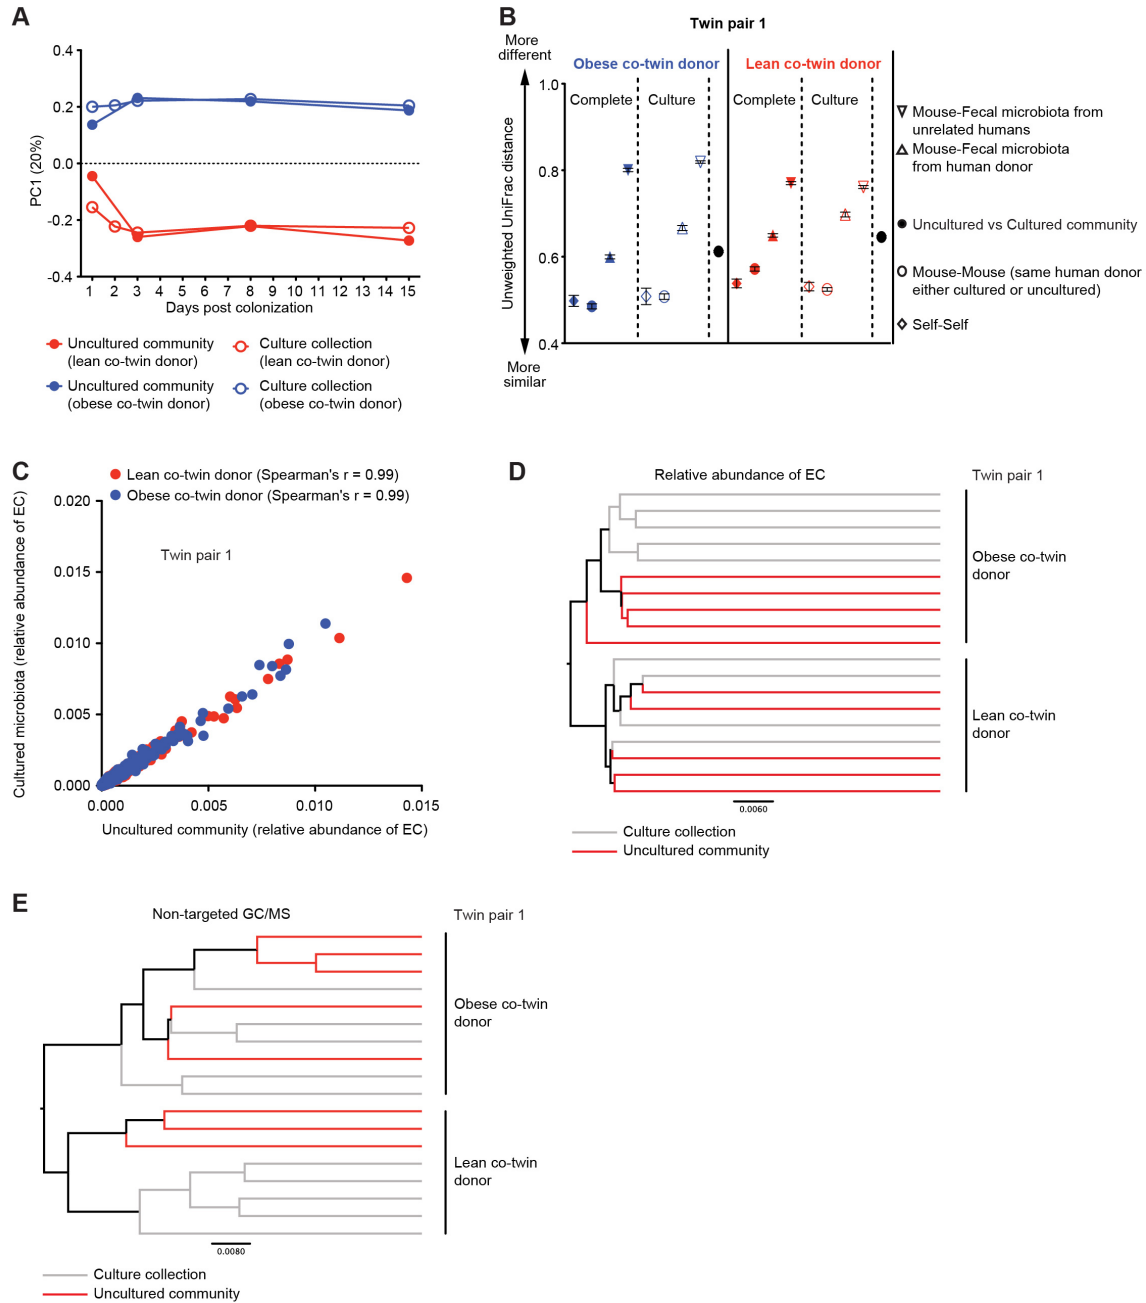 A
0.4
0.2
0.0
-0.2
-0.4
PC1 (20%)
1 2 3 4 5 6 7 8 9 10 11 12 13 14 15
Days post colonization
Uncultured community
(lean co-twin donor)
Culture collection
(lean co-twin donor)
Uncultured community
(obese co-twin donor)
Culture collection
(obese co-twin donor)
B
Twin pair 1
More
different
Obese co-twin donor
Lean co-twin donor
Complete
Culture
Complete
Culture
1.0
0.8
0.6
0.4
Unweighted UniFrac distance
More
similar
Mouse-Fecal microbiota from
unrelated humans
Mouse-Fecal microbiota
from human donor
Uncultured vs Cultured community
Mouse-Mouse (same human donor
either cultured or uncultured)
Self-Self
C
Lean co-twin donor (Spearman's r = 0.99)
Obese co-twin donor (Spearman's r = 0.99)
Twin pair 1
0.020
0.015
0.010
0.005
0.000
Cultured microbiota (relative abundance of EC)
0.000 0.005 0.010 0.015
Uncultured community (relative abundance of EC)
D
Relative abundance of EC
Twin pair 1
Obese co-twin
donor
Lean co-twin
donor
0.0060
Culture collection
Uncultured community
E
Non-targeted GC/MS
Twin pair 1
Obese co-twin
donor
Lean co-twin
donor
0.0080
Culture collection
Uncultured community